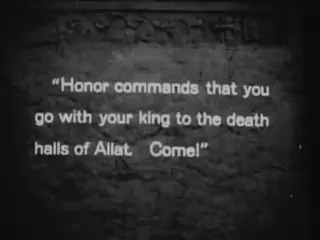 "Honor commands that you
go with your king to the death
halls of Allat. Come!"